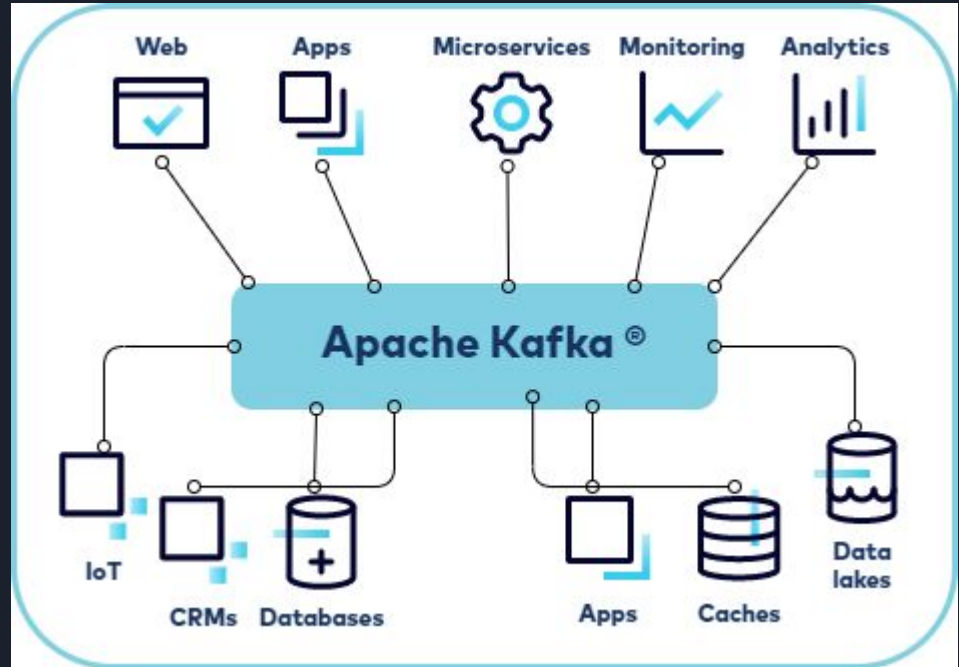 Web
Apps
Microservices
Monitoring
Analytics
Apache Kafka ®
IoT
CRMs
Databases
Apps
Caches
Data
lakes